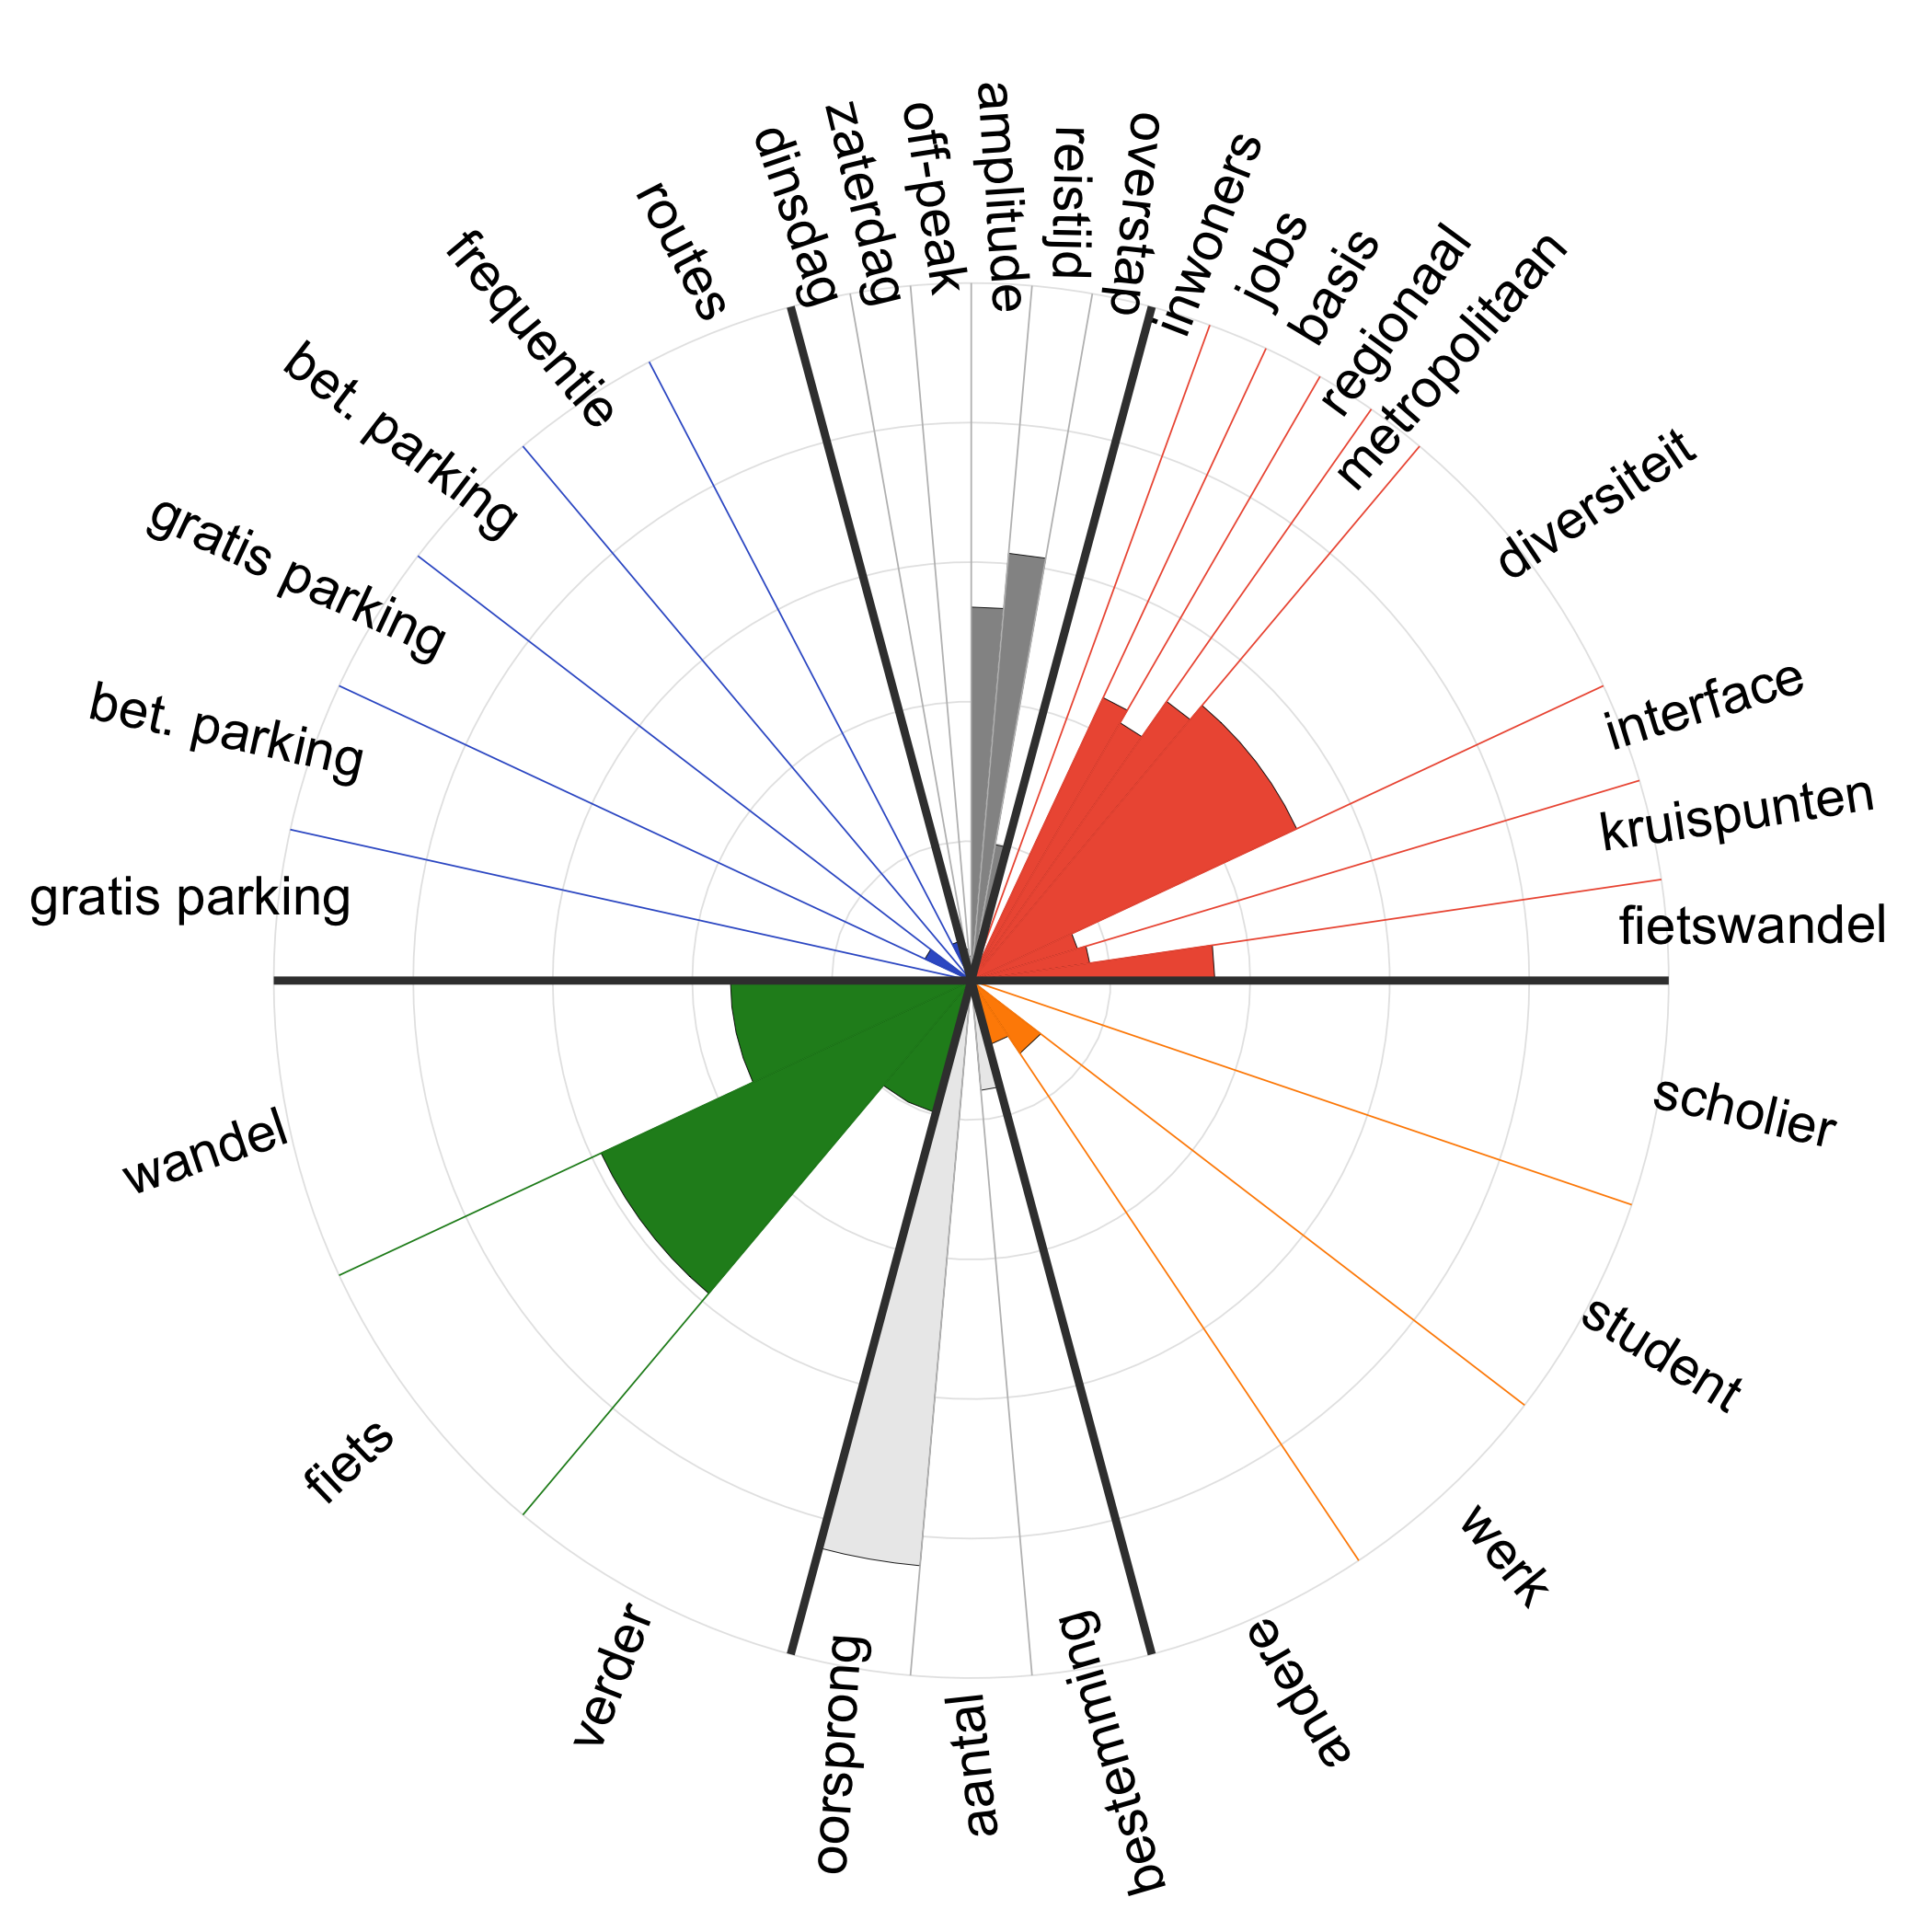 dinsdag
zaterdag
off-peak
amplitude
reistijd
overstap
inwoners
jobs
basis
regionaal
metropolitaan
diversiteit
interface
kruispunten
fietswandel
scholier
student
werk
andere
bestemming
aantal
oorsprong
verder
fiets
wandel
gratis parking
bet. parking
gratis parking
bet. parking
frequentie
routes